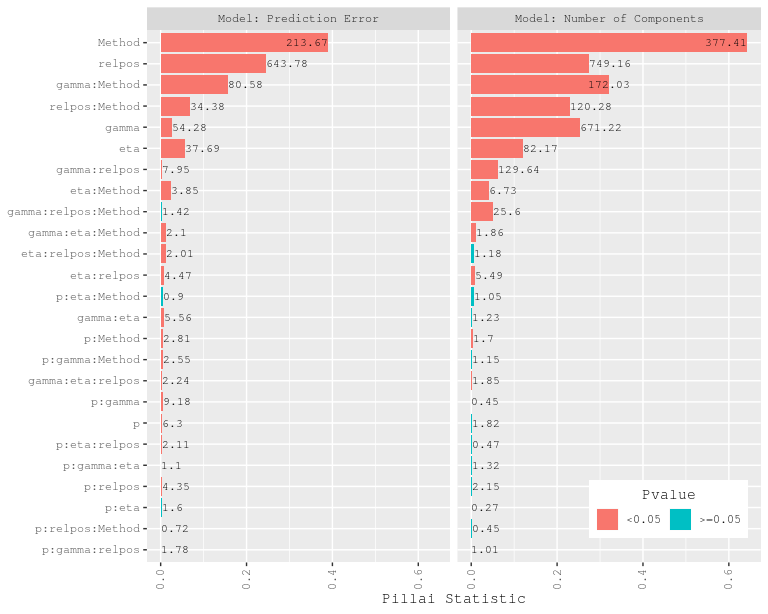 Model: Prediction Error Model: Number of Components
Method 213.67 377.41
relpos 643.78 749.16
gamma:Method 80.58 172.03
relpos:Method 34.38 120.28
gamma 54.28 671.22
eta 37.69 82.17
gamma:relpos 7.95 129.64
eta:Method 3.85 6.73
gamma:relpos:Method 1.42 25.6
gamma:eta:Method 2.1 1.86
eta:relpos:Method 2.01 1.18
eta:relpos 4.47 5.49
p:eta:Method 0.9 1.05
gamma:eta 5.56 1.23
p:Method 2.81 1.7
p:gamma:Method 2.55 1.15
gamma:eta:relpos 2.24 1.85
p:gamma 9.18 0.45
p 6.3 1.82
p:eta:relpos 2.11 0.47
p:gamma:eta 1.1 1.32
p:relpos 4.35 2.15
p:eta 1.6 0.27
p:relpos:Method 0.72 0.45
p:gamma:relpos 1.78 1.01
Pvalue
<0.05 >=0.05
0.0 0.2 0.4 0.6 0.0 0.2 0.4 0.6
Pillai Statistic